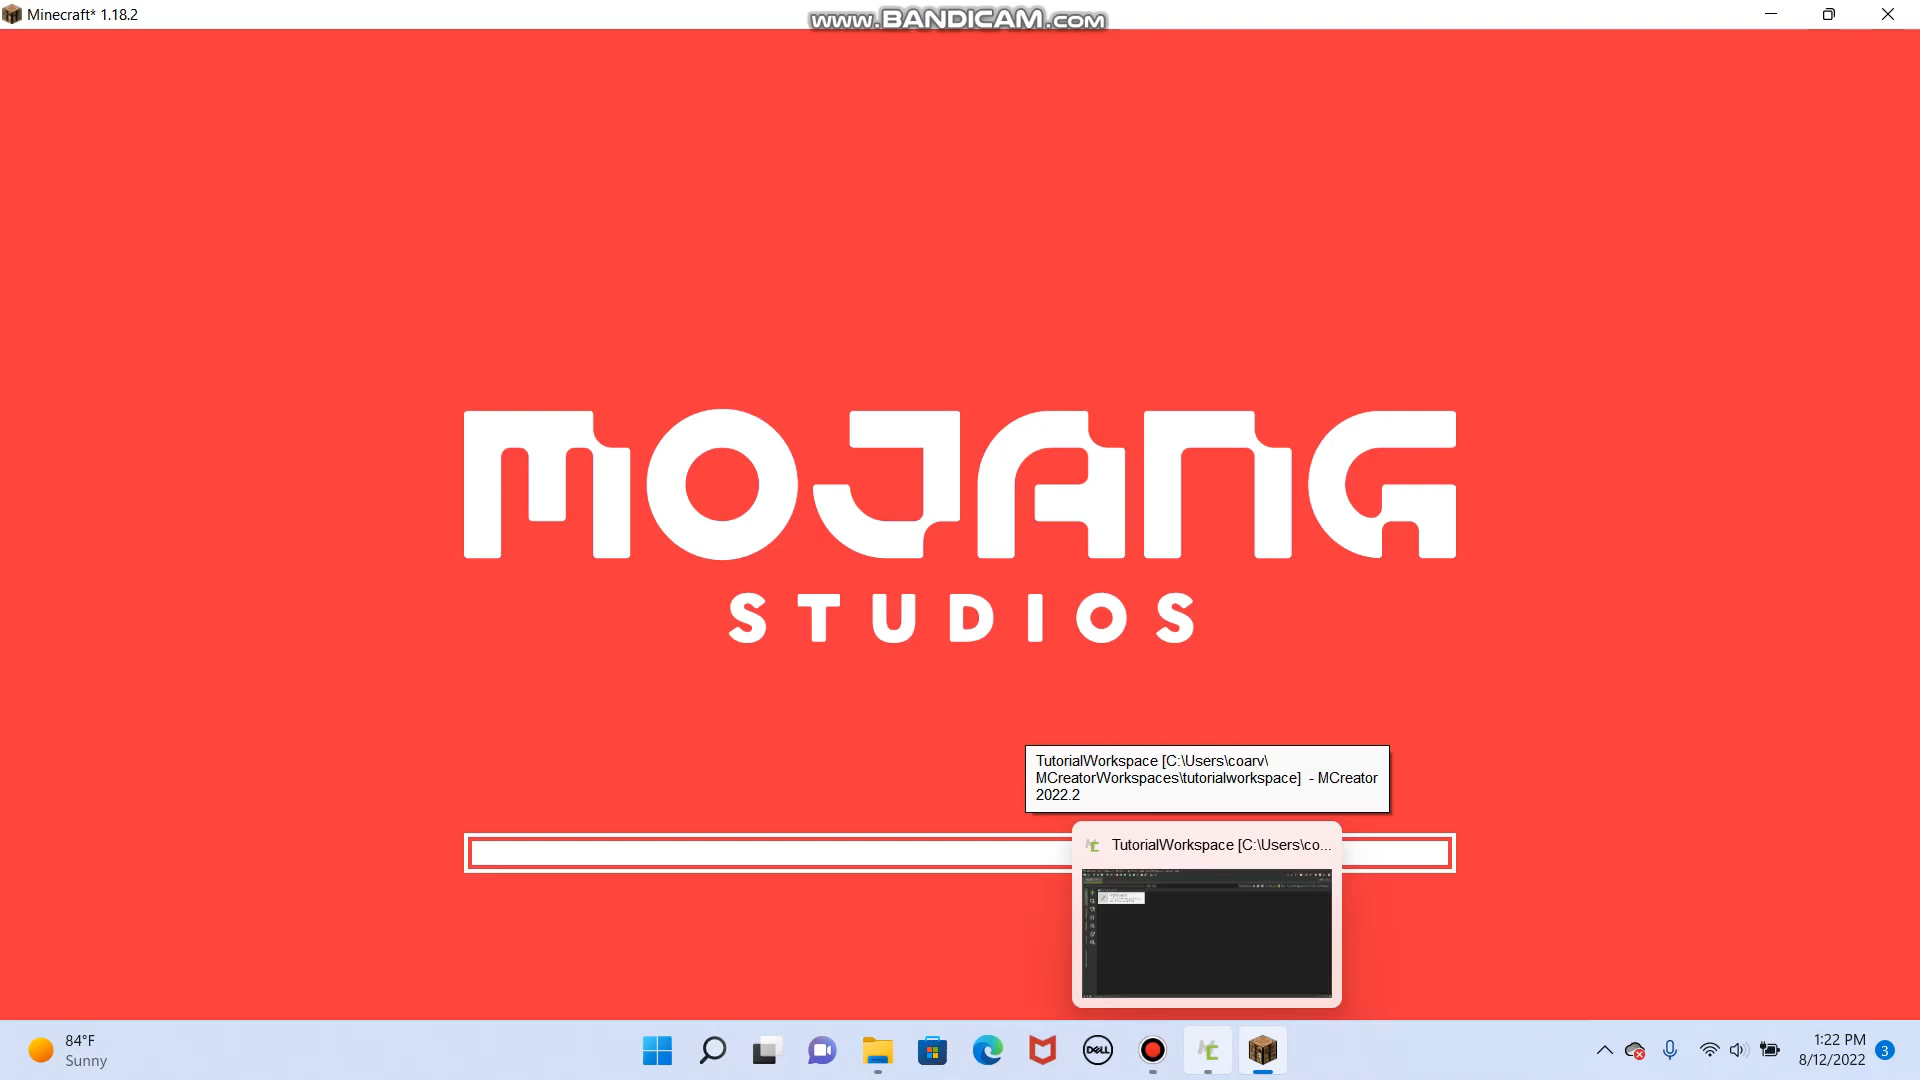 Minecraft* 1.18.2
www.BANDICAM.com
MOJANG
STUDIOS
TutorialWorkspace [C:\Users\coarv\
MCreatorWorkspaces\tutorialworkspace]  - MCreator
2022.2
TutorialWorkspace [C:\Users\co...
84°F
Sunny
DELL
1:22 PM
8/12/2022
3